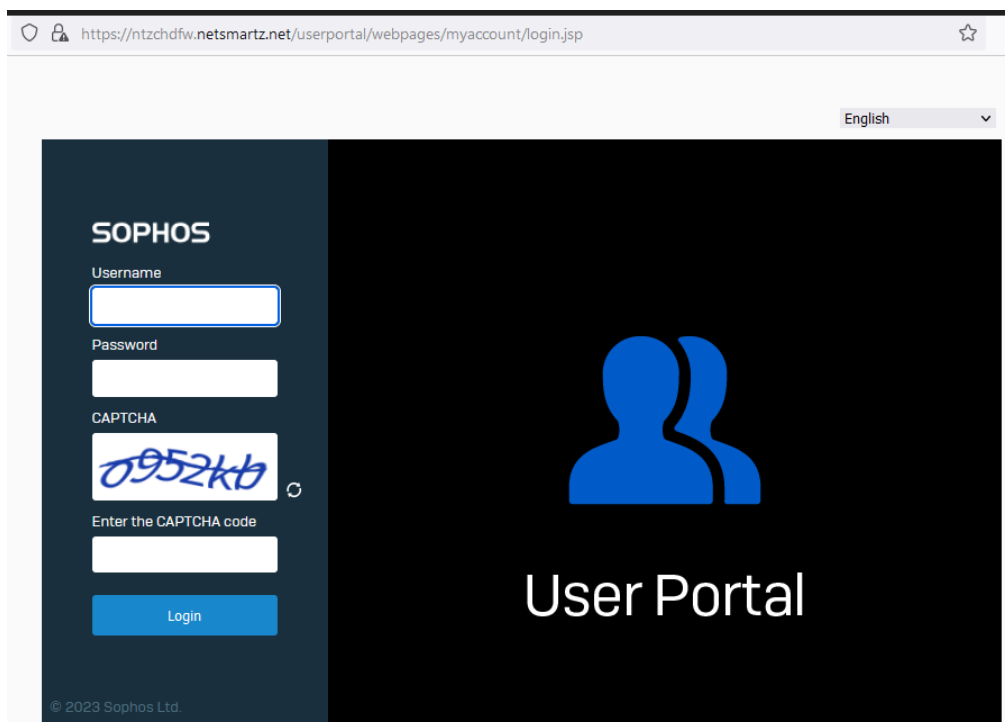 https://ntzchdfw.netsmartz.net/userportal/webpages/myaccount/login.jsp
English
SOPHOS
Username
Password
CAPTCHA
o952kb
Enter the CAPTCHA code
Login
User Portal
© 2023 Sophos Ltd.